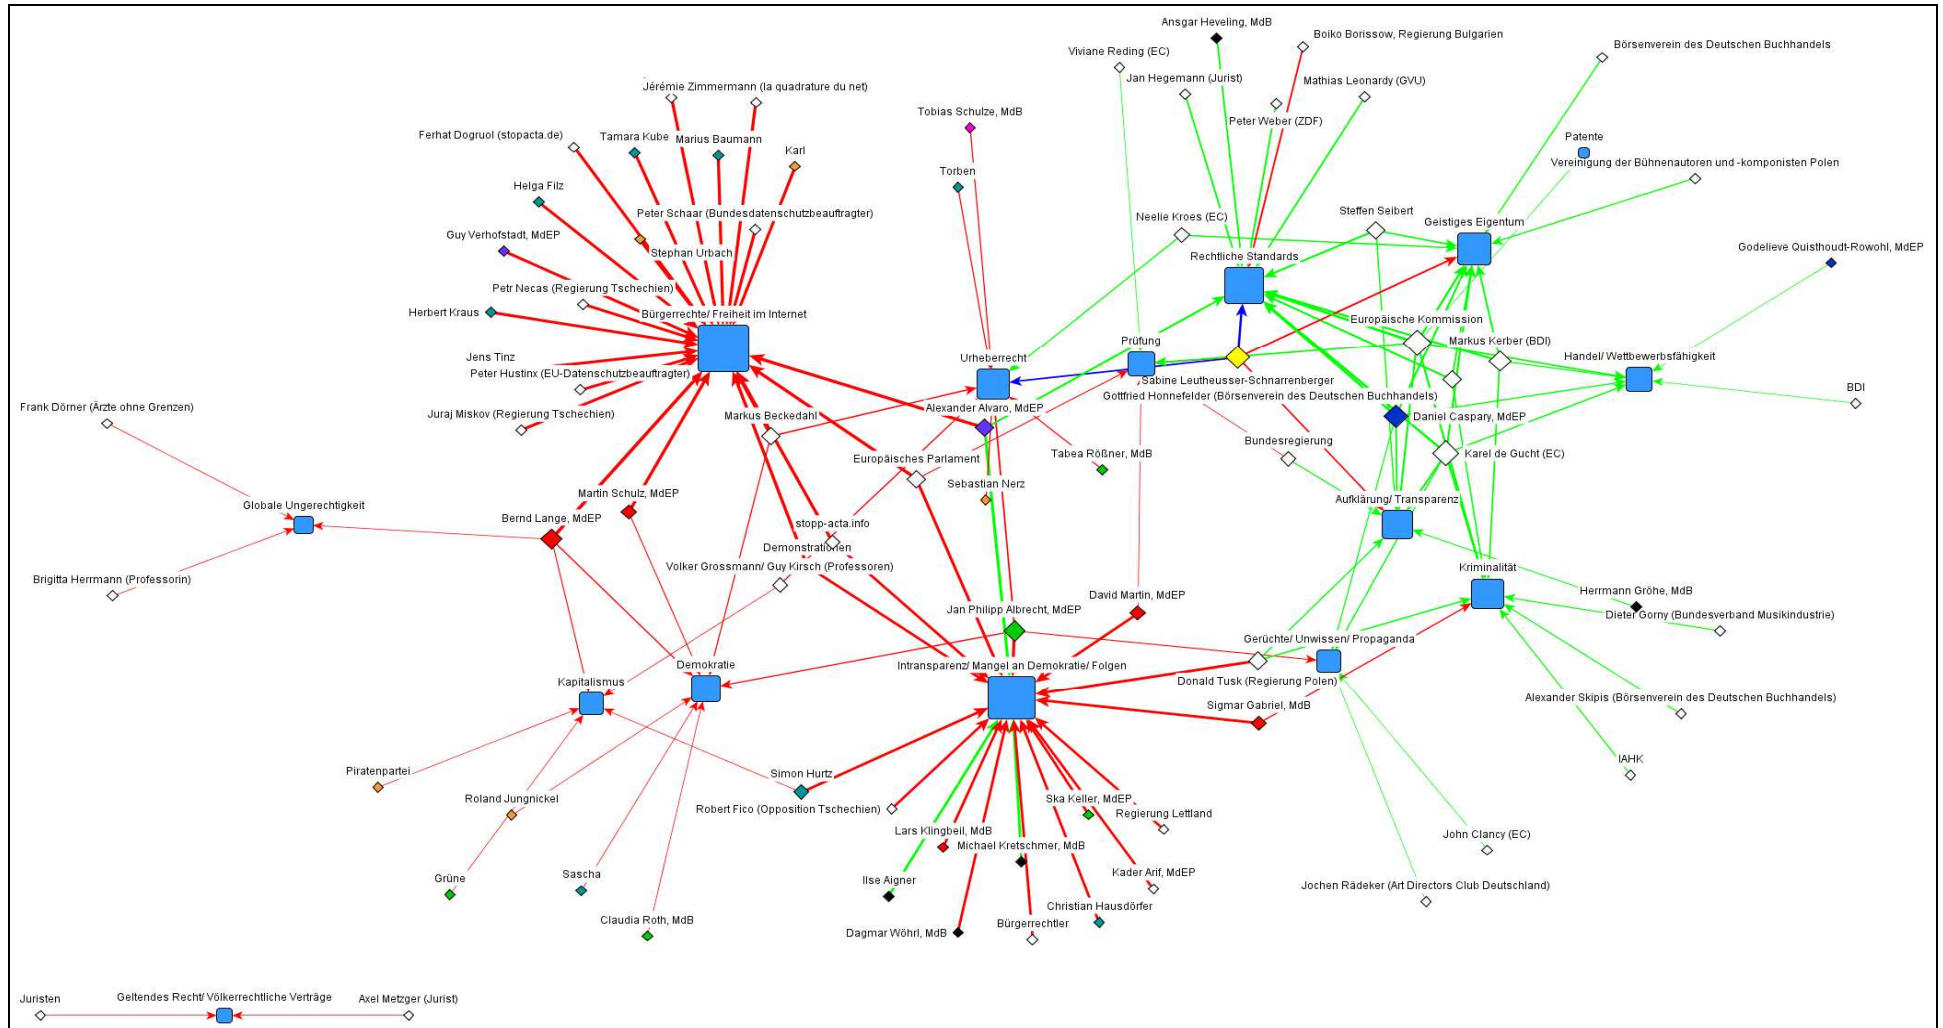 Ansgar Heveling, MdB
Boiko Borissow, Regierung Bulgarien
Viviane Reding (EC)
Börsenverein des Deutschen Buchhandels
Jan Hegemann (Jurist)
Mathias Leonardy (GVU)
Jérémie Zimmermann (la quadrature du net)
Tobias Schulze, MdB
Peter Weber (ZDF)
Ferhat Dogruol (stopacta.de)
Tamara Kube
Marius Baumann
Karl
Patente
Vereinigung der Bühnenautoren und -komponisten Polen
Torben
Helga Filz
Peter Schaar (Bundesdatenschutzbeauftragter)
Neelie Kroes (EC)
Steffen Seibert
Geistiges Eigentum
Guy Verhofstadt, MdEP
Godelieve Quisthoudt-Rowohl, MdEP
Stephan Urbach
Rechtliche Standards
Petr Necas (Regierung Tschechien)
Herbert Kraus
Bürgerrechte/ Freiheit im Internet
Europäische Kommission
Prüfung
Markus Kerber (BDI)
Jens Tinz
Urheberrecht
Handel/ Wettbewerbsfähigkeit
Peter Hustinx (EU-Datenschutzbeauftragter)
Sabine Leutheusser-Schnarrenberger
BDI
Gottfried Honnefelder (Börsenverein des Deutschen Buchhandels)
Frank Dörner (Ärzte ohne Grenzen)
Juraj Miskov (Regierung Tschechien)
Markus Beckedahl
Alexander Alvaro, MdEP
Daniel Caspary, MdEP
Bundesregierung
Tabea Rößner, MdB
Karel de Gucht (EC)
Europäisches Parlament
Sebastian Nerz
Martin Schulz, MdEP
Aufklärung/ Transparenz
Globale Ungerechtigkeit
Bernd Lange, MdEP
stopp-acta.info
Demonstrationen
Volker Grossmann/ Guy Kirsch (Professoren)
Kriminalität
Brigitta Herrmann (Professorin)
Herrmann Gröhe, MdB
David Martin, MdEP
Jan Philipp Albrecht, MdEP
Dieter Gorny (Bundesverband Musikindustrie)
Gerüchte/ Unwissen/ Propaganda
Demokratie
Intransparenz/ Mangel an Demokratie/ Folgen
Kapitalismus
Donald Tusk (Regierung Polen)
Alexander Skipis (Börsenverein des Deutschen Buchhandels)
Sigmar Gabriel, MdB
IAHK
Piratenpartei
Simon Hurtz
Roland Jungnickel
Ska Keller, MdEP
Robert Fico (Opposition Tschechien)
Regierung Lettland
Lars Klingbeil, MdB
John Clancy (EC)
Michael Kretschmer, MdB
Kader Arif, MdEP
Grüne
Sascha
Ilse Aigner
Jochen Rädeker (Art Directors Club Deutschland)
Christian Hausdörfer
Claudia Roth, MdB
Bürgerrechtler
Dagmar Wöhrl, MdB
Juristen
Geltendes Recht/ Völkerrechtliche Verträge
Axel Metzger (Jurist)